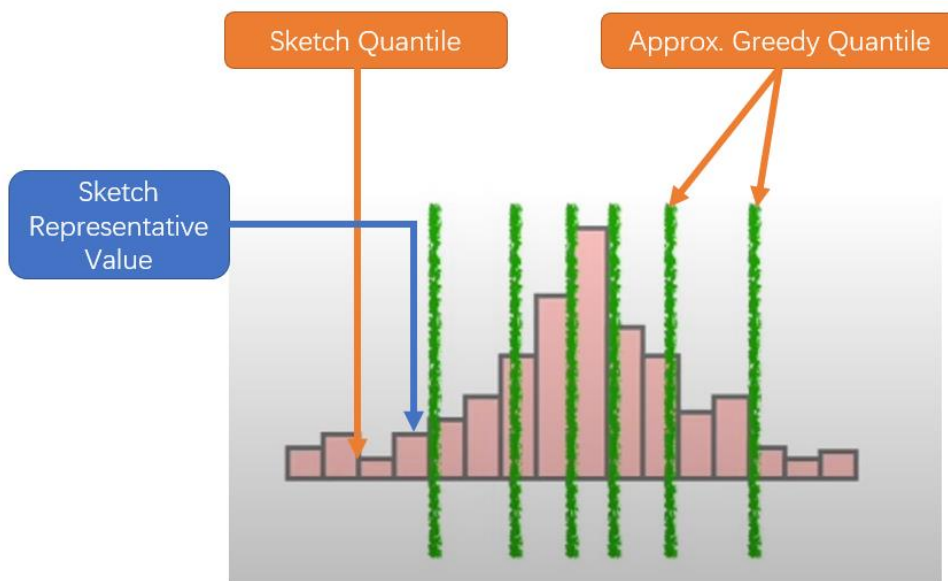 Sketch Quantile
Approx. Greedy Quantile
Sketch
Representative
Value